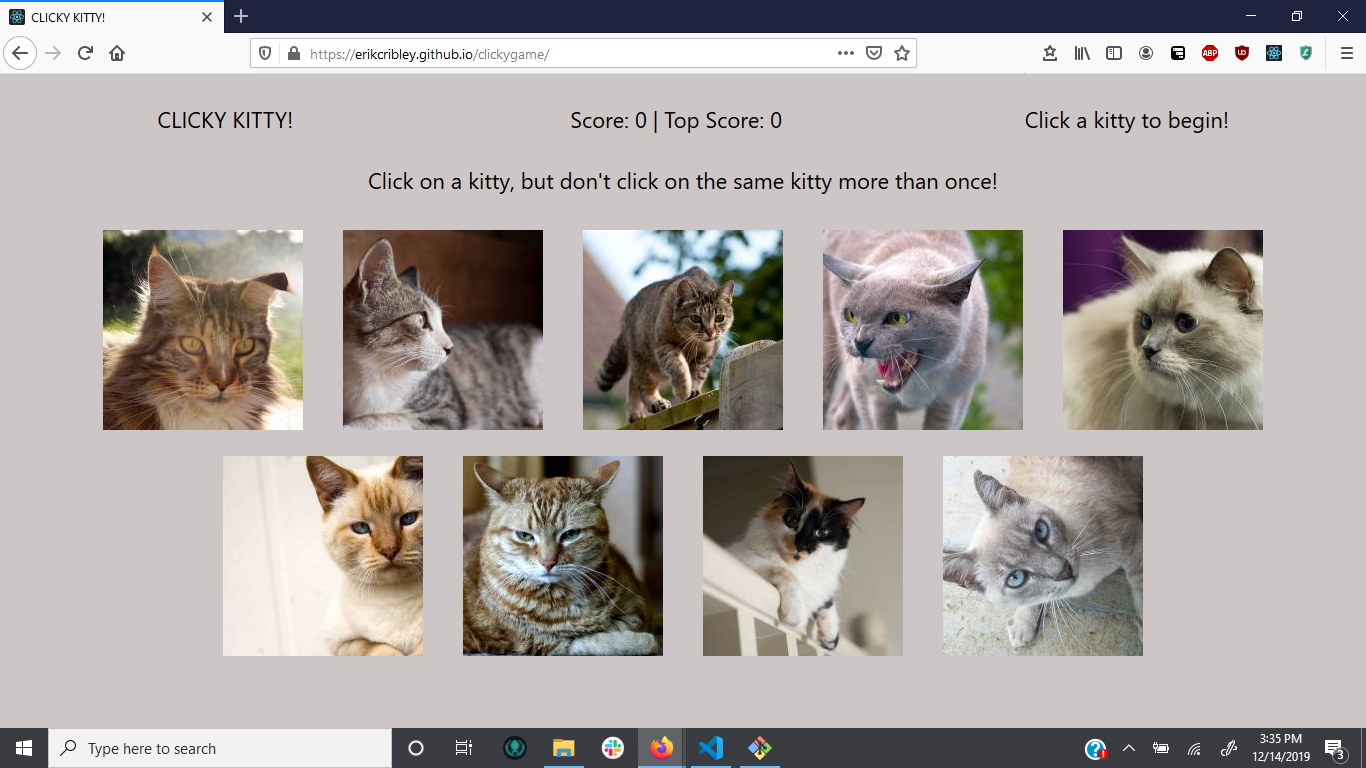 CLICKY KITTY!
https://erikcribley.github.io/clickygame/
ABP
UD
CLICKY KITTY!
Score: 0 | Top Score: 0
Click a kitty to begin!
Click on a kitty, but don't click on the same kitty more than once!
Type here to search
3:35 PM
12/14/2019
3